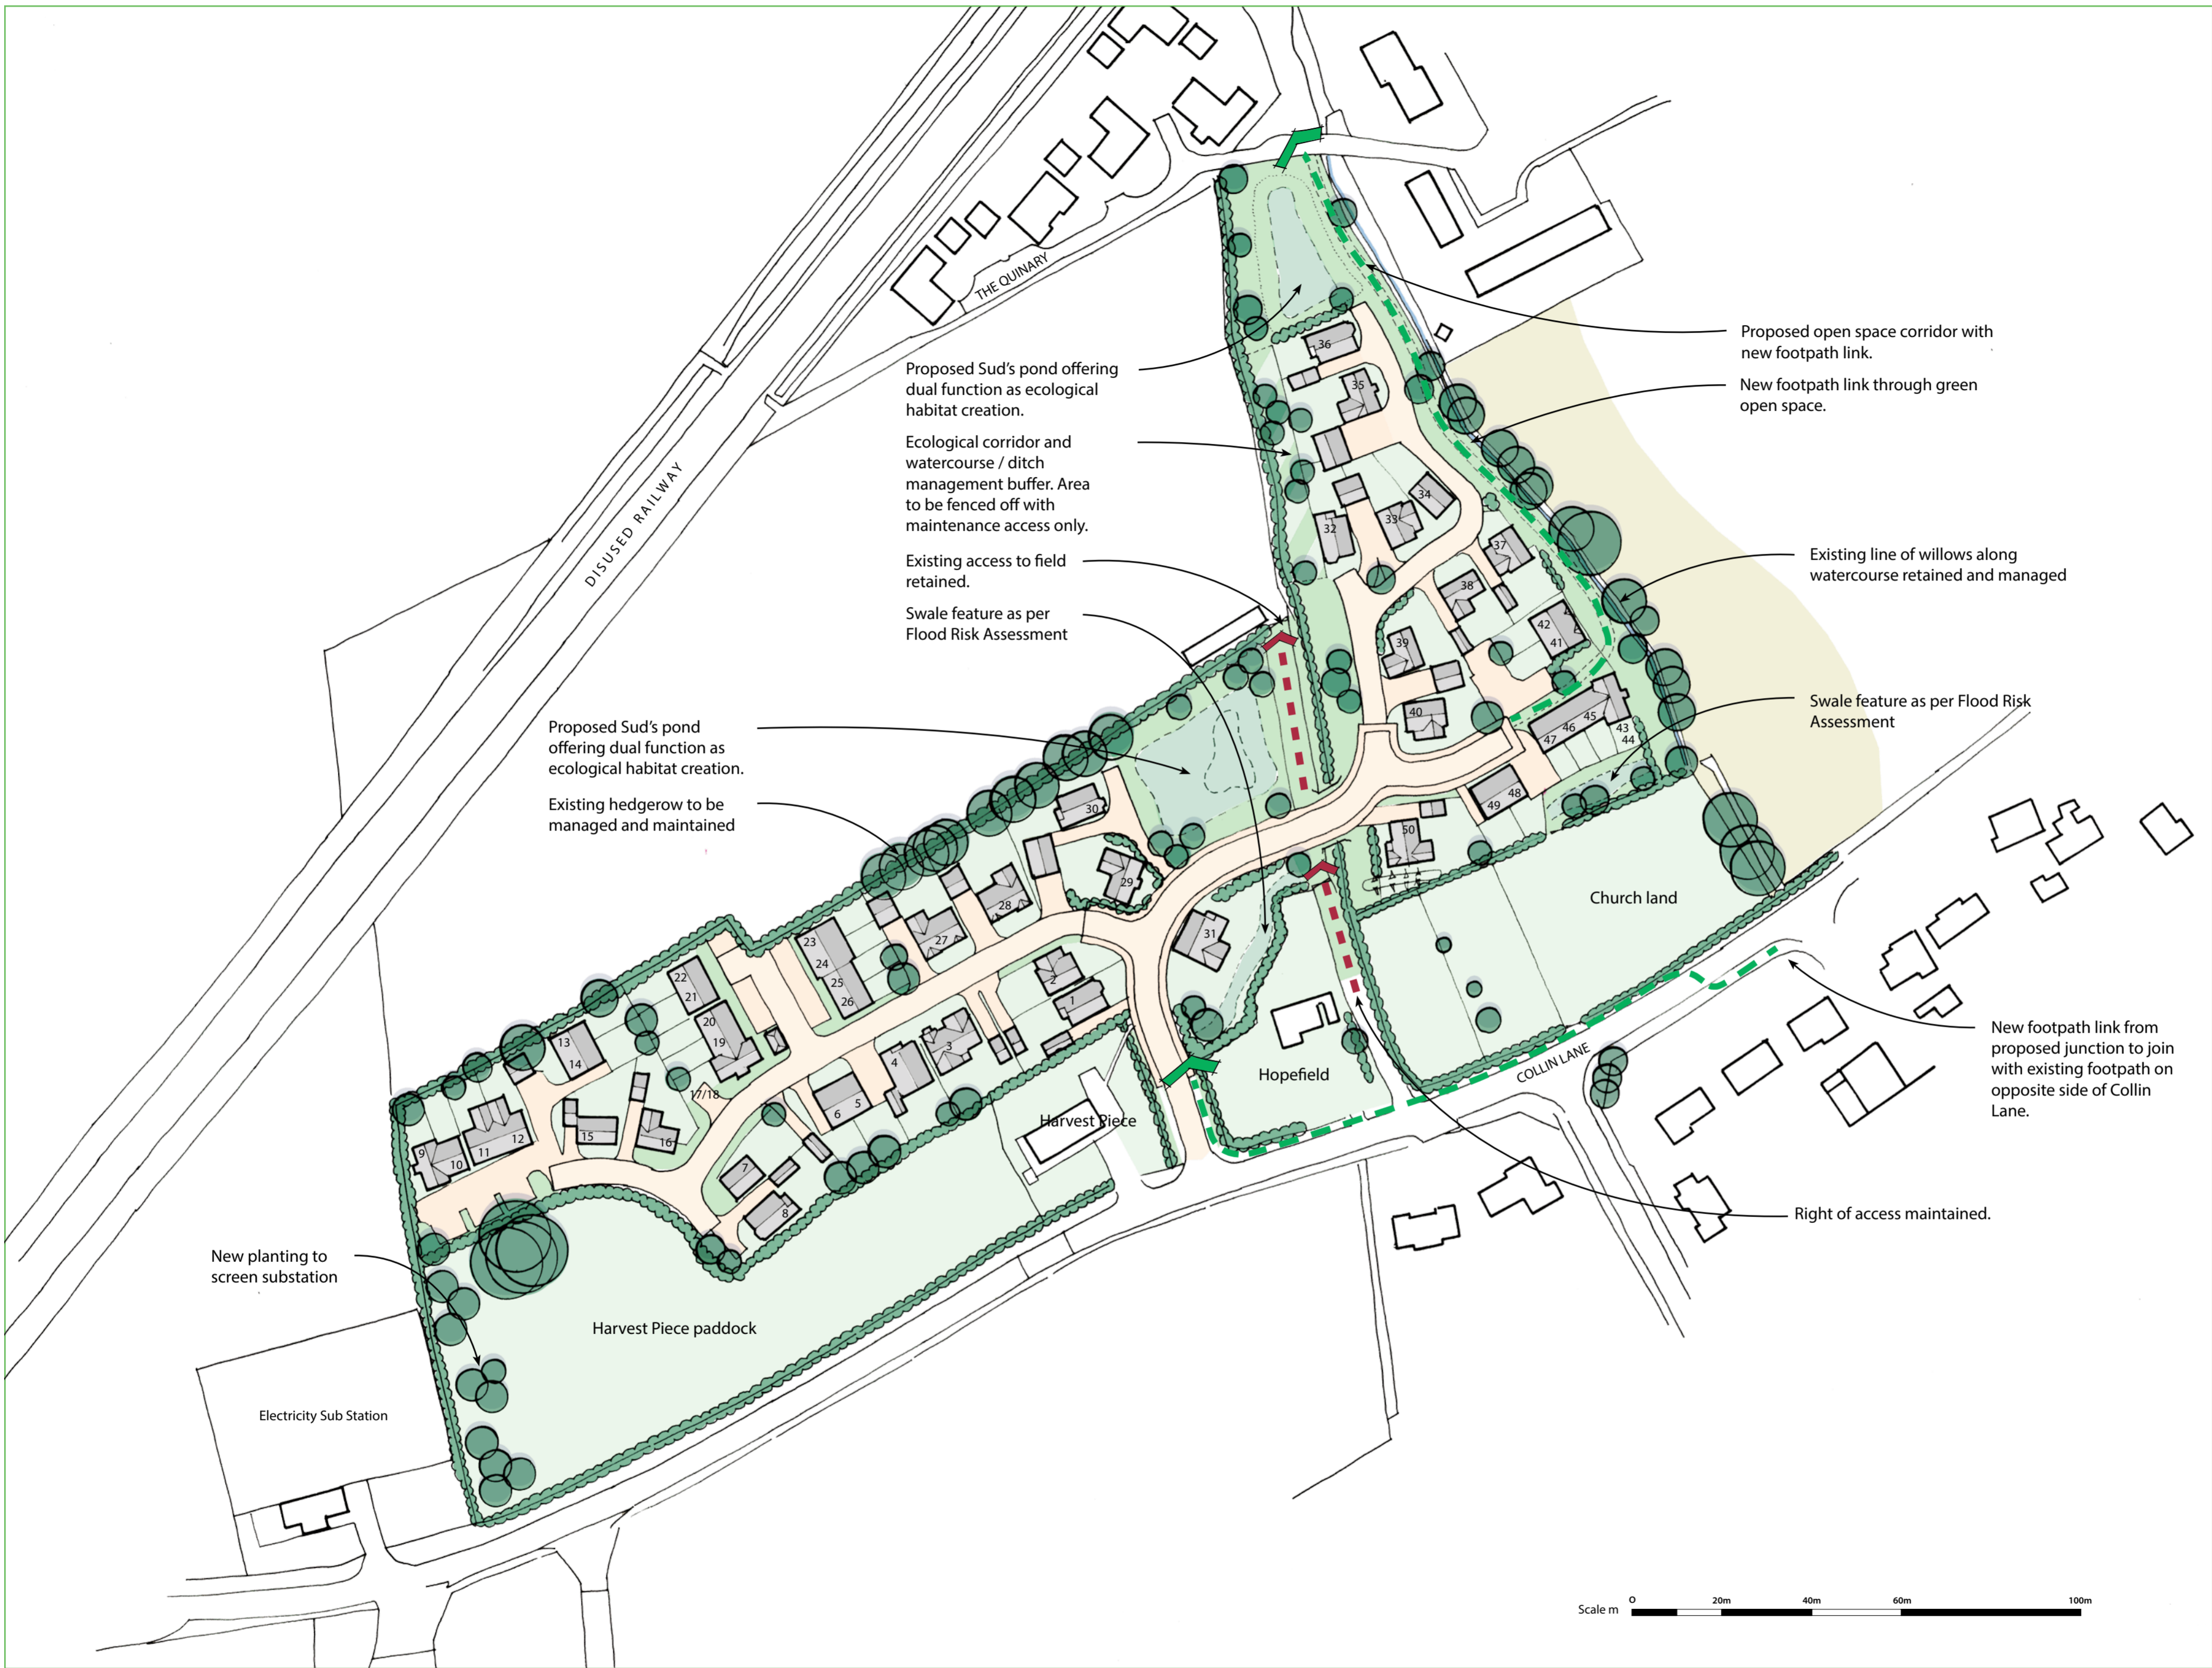 THE QUINARY
DISUSED RAILWAY
Proposed Sud's pond offering
dual function as ecological
habitat creation.
Ecological corridor and
watercourse / ditch
management buffer. Area
to be fenced off with
maintenance access only.
Existing access to field
retained.
Swale feature as per
Flood Risk Assessment
Proposed open space corridor with
new footpath link.
New footpath link through green
open space.
Existing line of willows along
watercourse retained and managed
Swale feature as per Flood Risk
Assessment
Proposed Sud's pond
offering dual function as
ecological habitat creation.
Existing hedgerow to be
managed and maintained
36
35
34
33
32
37
38
42
41
39
40
45
46
47
43
44
48
49
50
30
29
28
27
31
23
24
25
26
22
21
20
19
17/18
13
14
15
16
12
11
9
10
2
1
3
4
5
6
7
8
Church land
COLLIN LANE
Hopefield
Harvest Piece
New footpath link from
proposed junction to join
with existing footpath on
opposite side of Collin
Lane.
Right of access maintained.
New planting to
screen substation
Harvest Piece paddock
Electricity Sub Station
Scale m
O 20m 40m 60m 100m